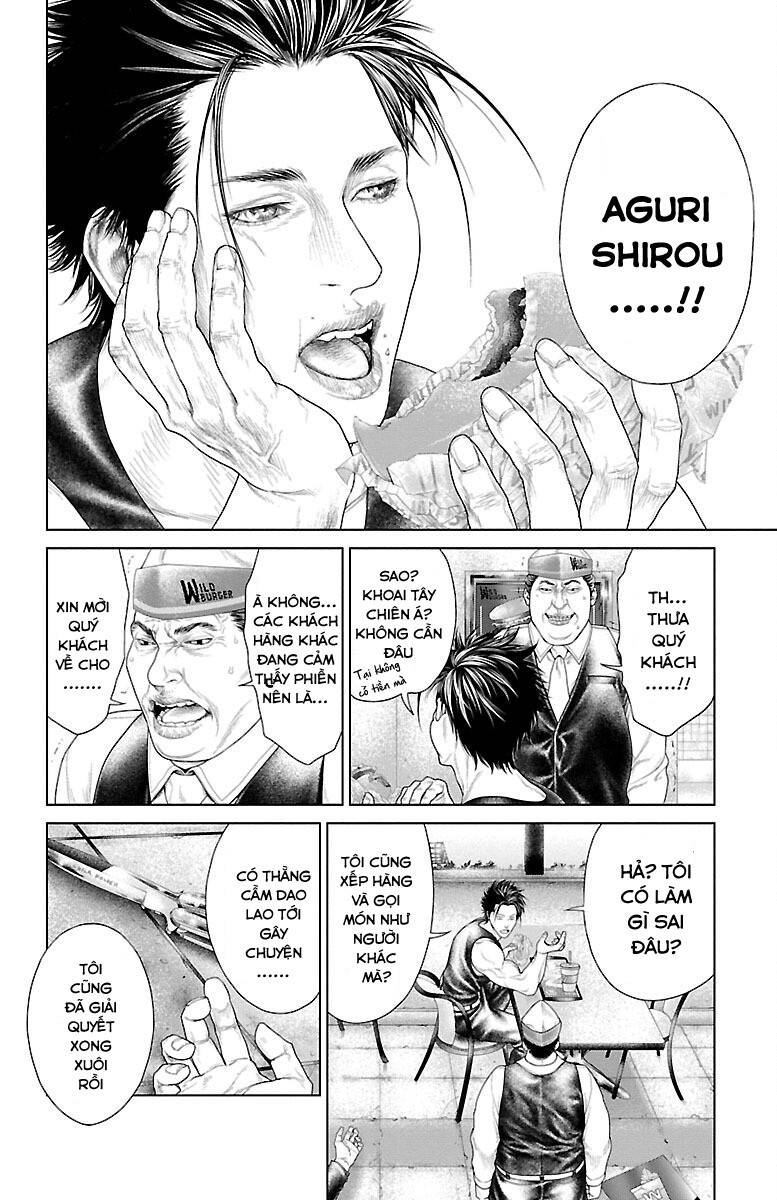 AGURI
SHIROU
.....!!
TH...
THƯA
QUÝ
KHÁCH
.....!!
SAO?
KHOAI TÂY
CHIÊN Á?
KHÔNG CẦN
ĐÂU
Tại không
có tiền mà
WILD
BURGER
À KHÔNG...
CÁC KHÁCH
HÀNG KHÁC
ĐANG CẢM
THẤY PHIỀN
NÊN LÀ...
XIN MỜI
QUÝ
KHÁCH
VỀ CHO
.......
HẢ? TÔI
CÓ LÀM
GÌ SAI
ĐÂU?
TÔI CŨNG
XẾP HÀNG
VÀ GỌI
MÓN NHƯ
NGƯỜI
KHÁC
MÀ?
CÓ THẰNG
CẦM DAO
LAO TỚI
GÂY
CHUYỆN
......
TÔI
CŨNG
ĐÃ GIẢI
QUYẾT
XONG
XUÔI
RỒI